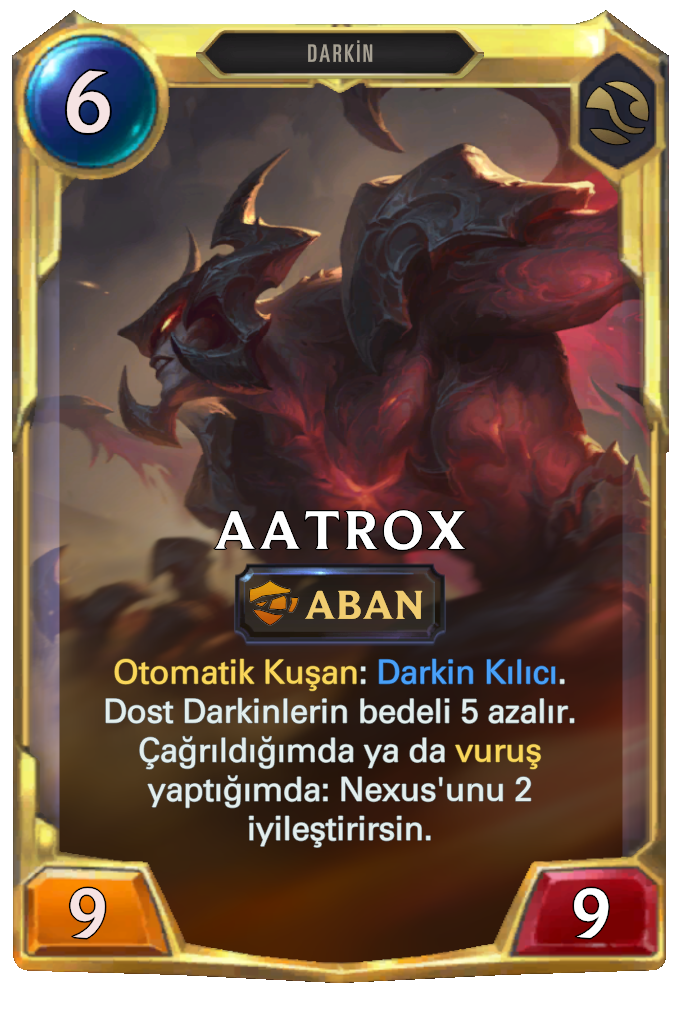 DARKİN
6
AATROX
ABAN
Otomatik Kuşan: Darkin Kılıcı.
Dost Darkinlerin bedeli 5 azalır.
Çağrıldığımda ya da vuruş
yaptığımda: Nexus'unu 2
iyileştirirsin.
9
9